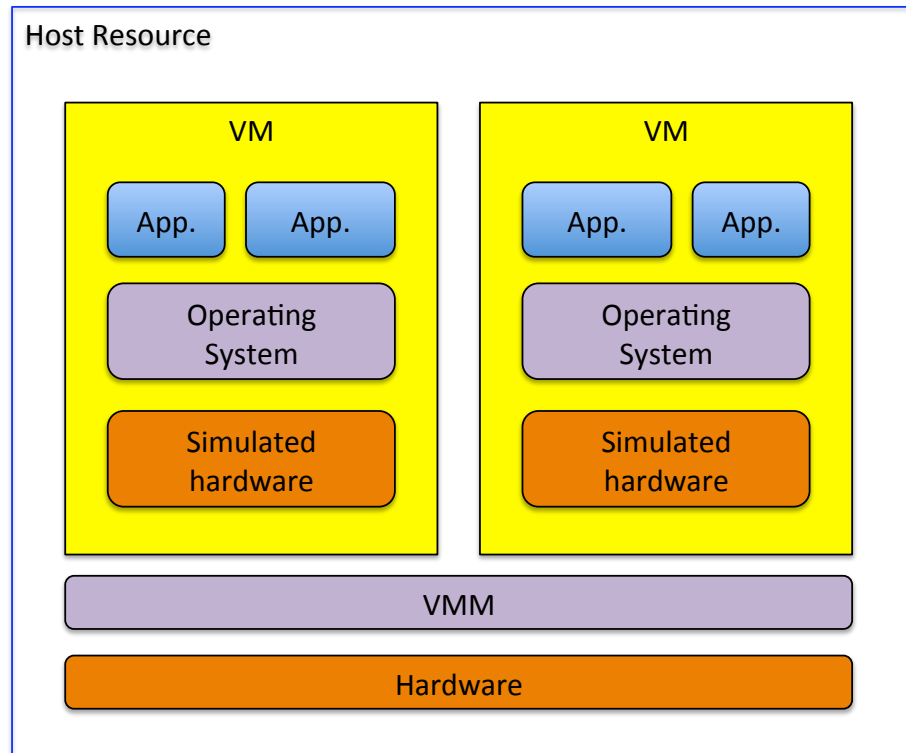 Host Resource
VM
VM
App.
App.
App.
App.
Operating
System
Operating
System
Simulated
hardware
Simulated
hardware
VMM
Hardware